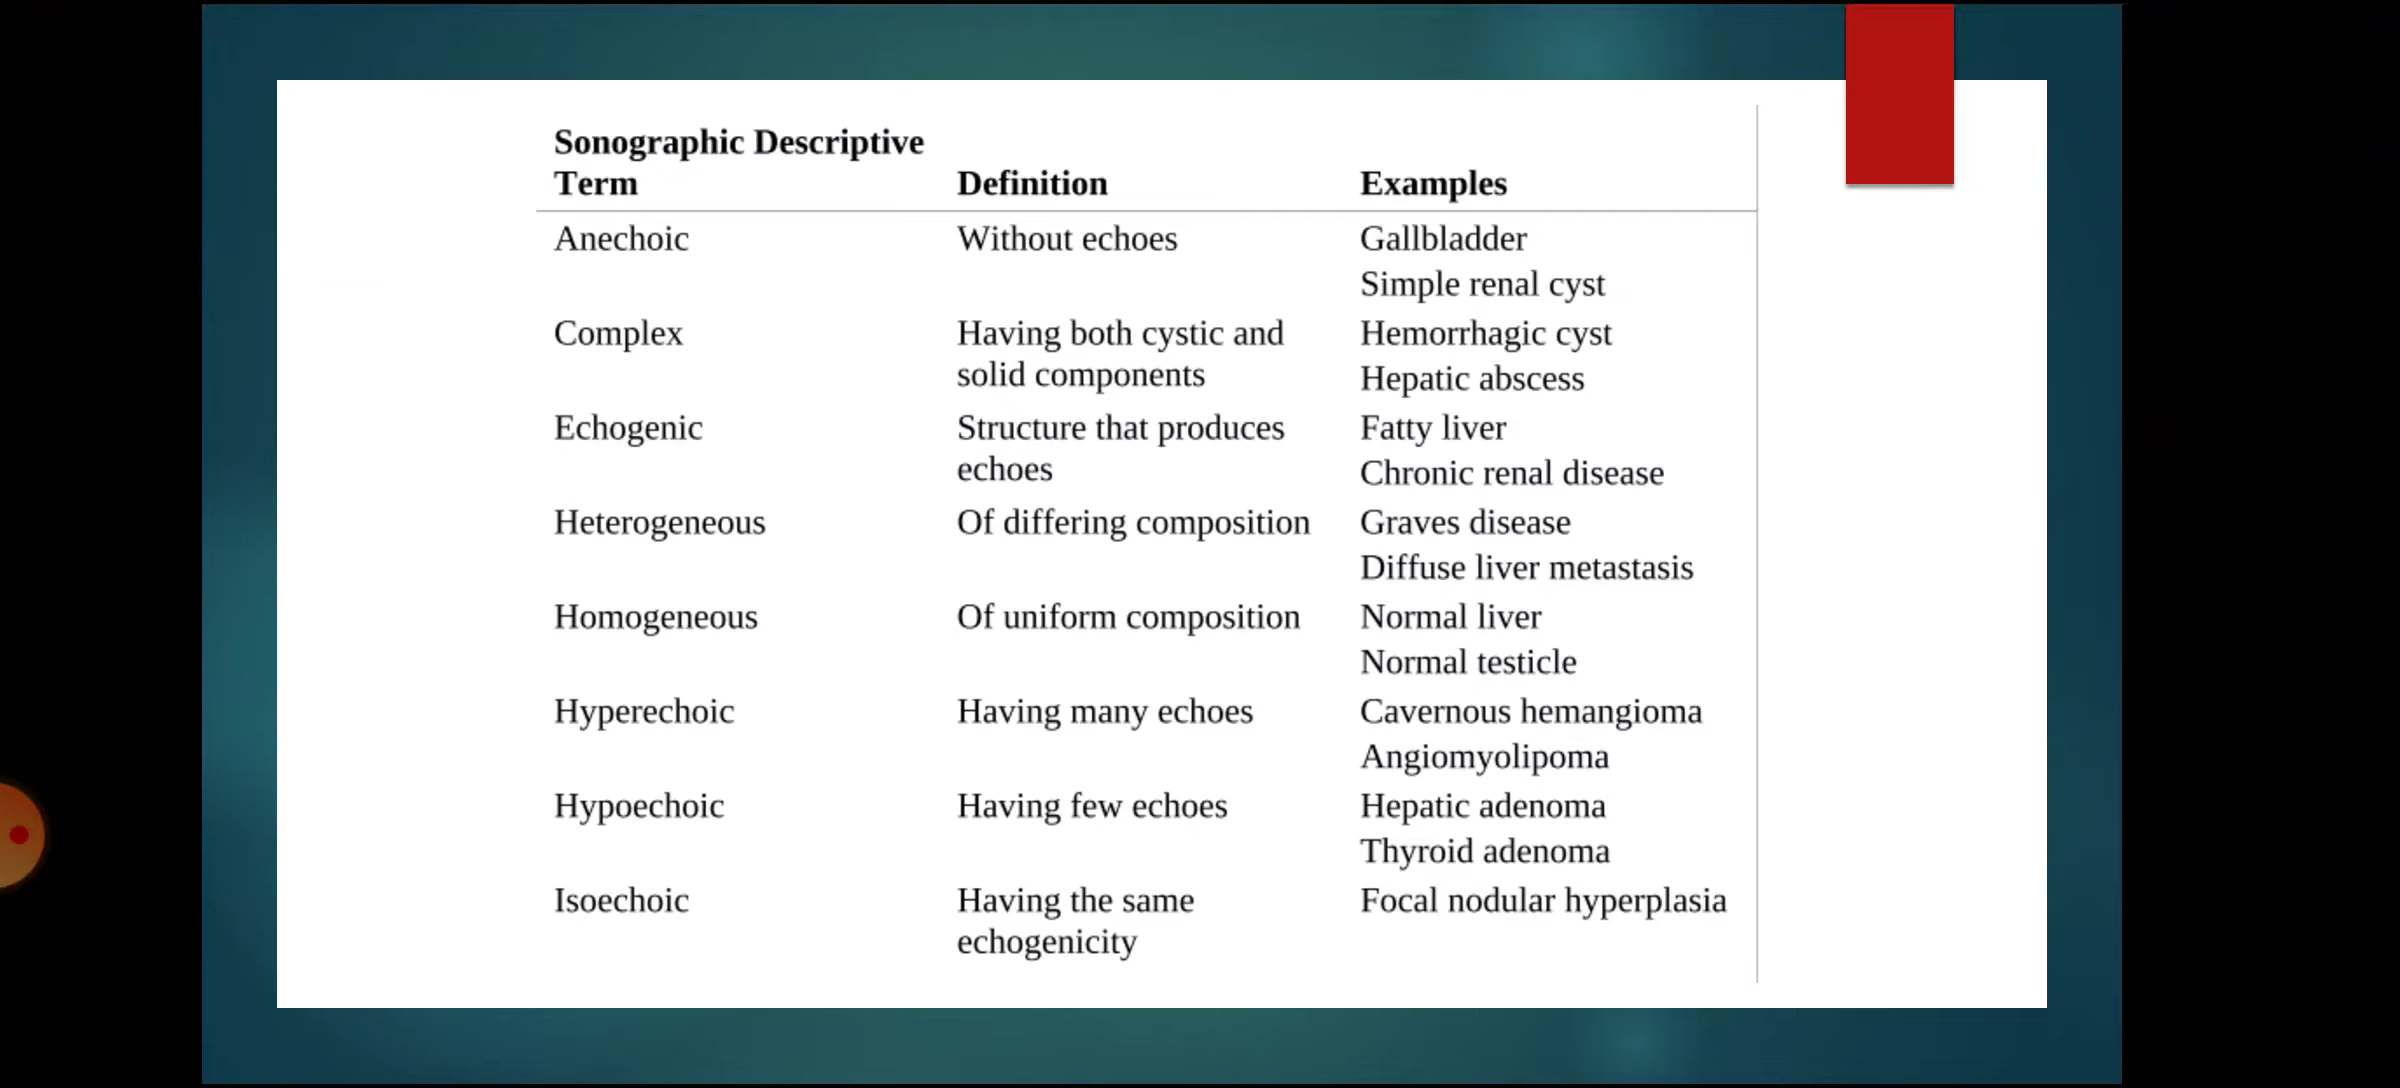 Sonographic Descriptive
Term Definition Examples
Anechoic Without echoes Gallbladder
Simple renal cyst
Complex Having both cystic and Hemorrhagic cyst
solid components Hepatic abscess
Echogenic Structure that produces Fatty liver
echoes Chronic renal disease
Heterogeneous Of differing composition Graves disease
Diffuse liver metastasis
Homogeneous Of uniform composition Normal liver
Normal testicle
Hyperechoic Having many echoes Cavernous hemangioma
Angiomyolipoma
Hypoechoic Having few echoes Hepatic adenoma
Thyroid adenoma
Isoechoic Having the same Focal nodular hyperplasia
echogenicity